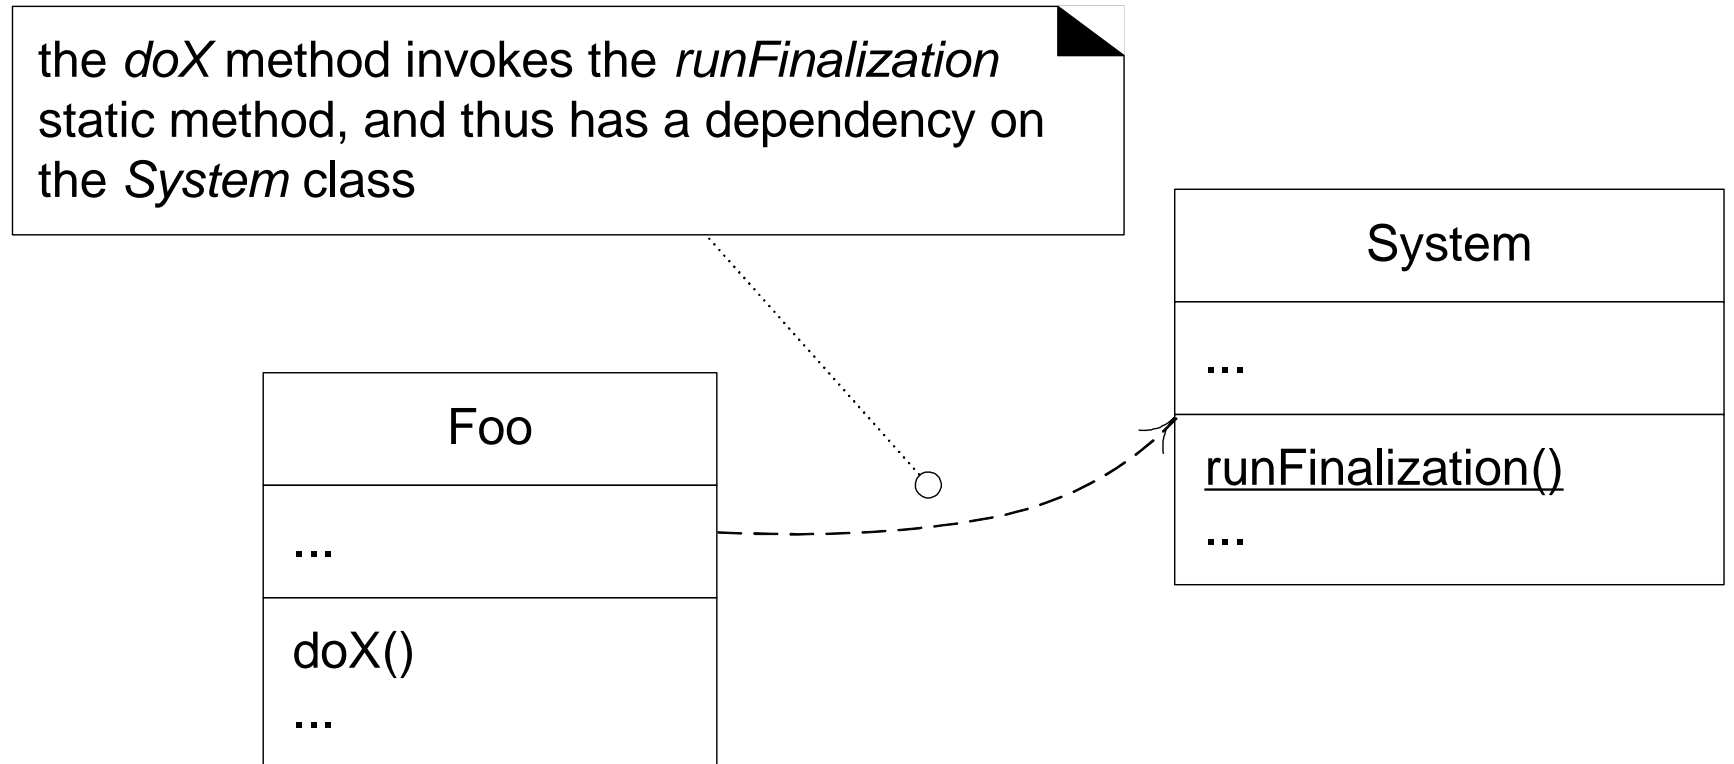 the doX method invokes the runFinalization
static method, and thus has a dependency on
the System class
System
...
runFinalization()
...
Foo
...
doX()
...